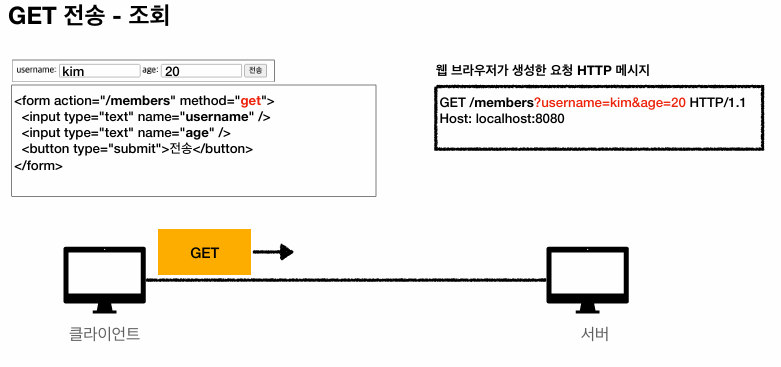 GET 전송 - 조회
username: kim age: 20 전송
<form action="/members" method="get">
<input type="text" name="username" />
<input type="text" name="age" />
<button type="submit">전송</button>
</form>
웹 브라우저가 생성한 요청 HTTP 메시지
GET /members?username=kim&age=20 HTTP/1.1
Host: localhost:8080
GET
클라이언트
서버